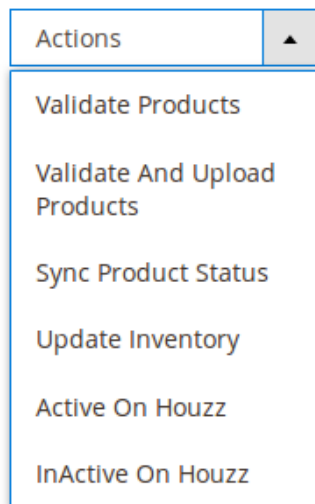 Actions
Validate Products
Validate And Upload
Products
Sync Product Status
Update Inventory
Active On Houzz
InActive On Houzz